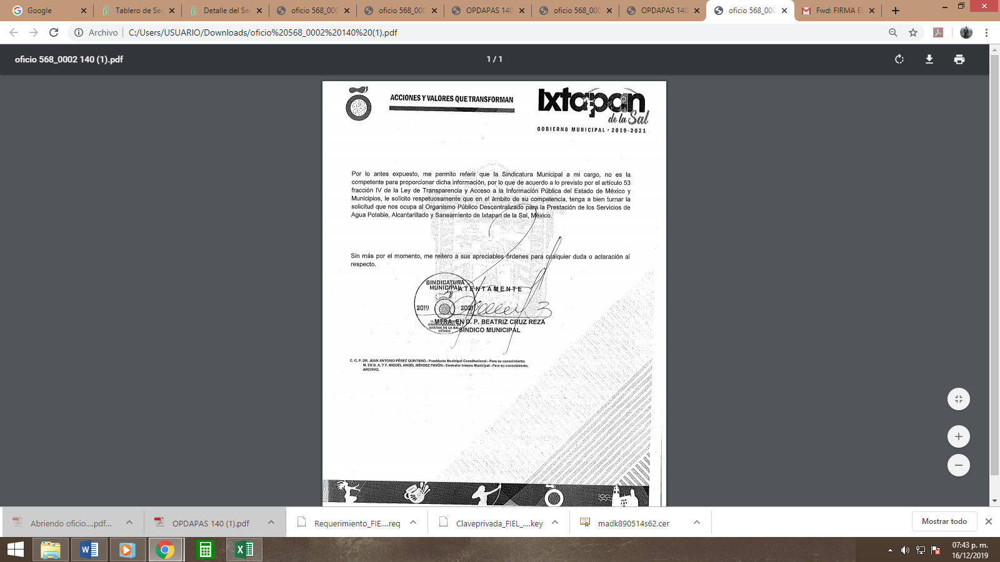 Google
Tablero de Seg
Detalle del Seg
oficio 568_000
oficio 568_000
OPDAPAS 140
oficio 568_000
OPDAPAS 140
oficio 568_000
Fwd: FIRMA EL
Archivo
C:/Users/USUARIO/Downloads/oficio%20568_0002%20140%20(1).pdf
oficio 568_0002 140 (1).pdf
1 / 1
ACCIONES Y VALORES QUE TRANSFORMAN
Ixtapan
de la Sal
GOBIERNO MUNICIPAL • 2019-2021
Por lo antes expuesto, me permito referir que la Sindicatura Municipal a mi cargo, no es la
competente para proporcionar dicha información, por lo que de acuerdo a lo previsto por el artículo 53
fracción IV de la Ley de Transparencia y Acceso a la Información Pública del Estado de México y
Municipios, le solicito respetuosamente que en el ámbito de su competencia, tenga a bien turnar la
solicitud que nos ocupa al Organismo Público Descentralizado para la Prestación de los Servicios de
Agua Potable, Alcantarillado y Saneamiento de Ixtapan de la Sal, México.
Sin más por el momento, me reitero a sus apreciables órdenes para cualquier duda o aclaración al
respecto.
SINDICATURA
MUNICIPAL
ATENTAMENTE
2019 2021
MTRA. EN D. P. BEATRIZ CRUZ REZA
SÍNDICO MUNICIPAL
CONSTITUCIONAL DE
IXTAPAN DE LA SAL
MÉXICO
C. C. P. DR. JUAN ANTONIO PÉREZ QUINTERO.- Presidente Municipal Constitucional.- Para su conocimiento.
M. EN D. A. Y F. MIGUEL ANGEL MÉNDEZ PAVÓN.- Contralor Interno Municipal.- Para su conocimiento.
ARCHIVO.
Abriendo oficio....pdf...
OPDAPAS 140 (1).pdf
Requerimiento_FIE....req
Claveprivada_FIEL_...key
madk890514s62.cer
Mostrar todo
07:43 p. m.
16/12/2019